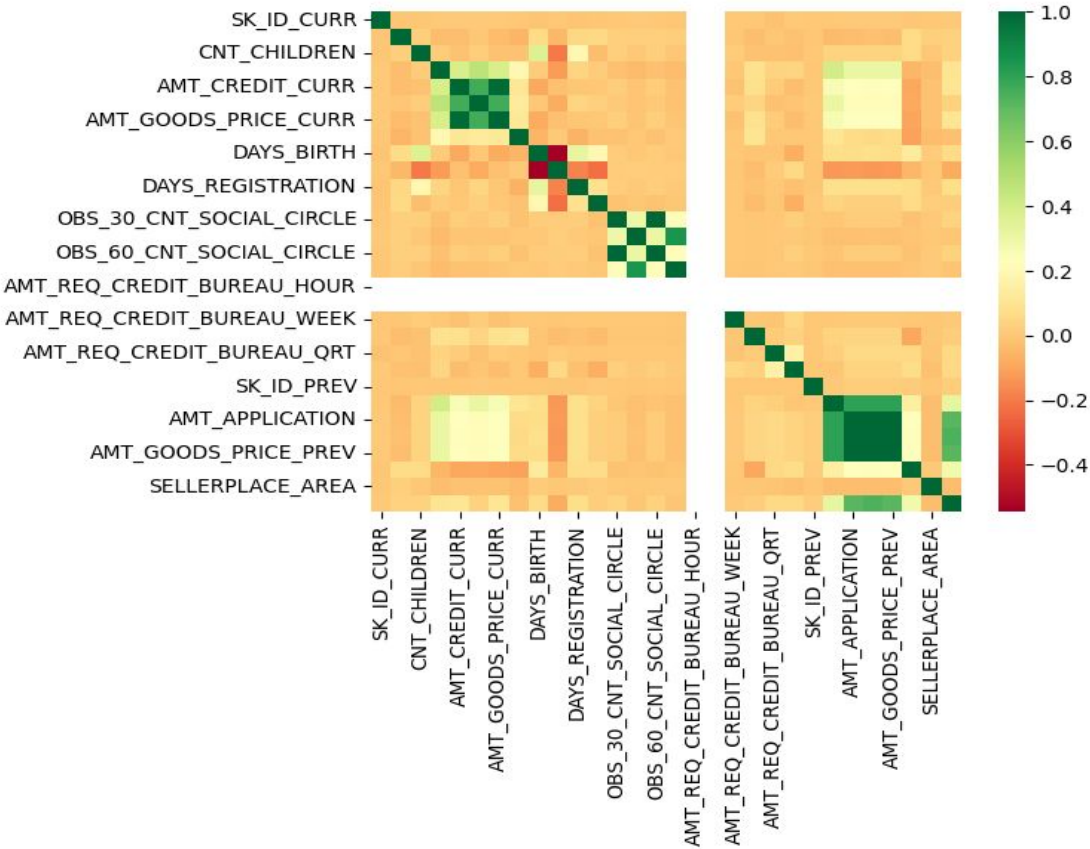 SK_ID_CURR
CNT_CHILDREN
AMT_CREDIT_CURR
AMT_GOODS_PRICE_CURR
DAYS_BIRTH
DAYS_REGISTRATION
OBS_30_CNT_SOCIAL_CIRCLE
OBS_60_CNT_SOCIAL_CIRCLE
AMT_REQ_CREDIT_BUREAU_HOUR
AMT_REQ_CREDIT_BUREAU_WEEK
AMT_REQ_CREDIT_BUREAU_QRT
SK_ID_PREV
AMT_APPLICATION
AMT_GOODS_PRICE_PREV
SELLERPLACE_AREA
SK_ID_CURR
CNT_CHILDREN
AMT_CREDIT_CURR
AMT_GOODS_PRICE_CURR
DAYS_BIRTH
DAYS_REGISTRATION
OBS_30_CNT_SOCIAL_CIRCLE
OBS_60_CNT_SOCIAL_CIRCLE
AMT_REQ_CREDIT_BUREAU_HOUR
AMT_REQ_CREDIT_BUREAU_WEEK
AMT_REQ_CREDIT_BUREAU_QRT
SK_ID_PREV
AMT_APPLICATION
AMT_GOODS_PRICE_PREV
SELLERPLACE_AREA
1.0
0.8
0.6
0.4
0.2
0.0
−0.2
−0.4